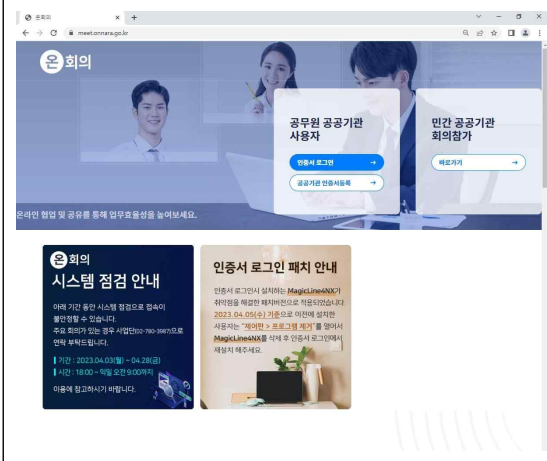 온회의
meet.onnara.go.kr
온 회의
공무원 공공기관
사용자
인증서 로그인 →
공공기관 인증서등록 →
민간 공공기관
회의참가
바로가기 →
온라인 협업 및 공유를 통해 업무효율성을 높여보세요.
온 회의
시스템 점검 안내
아래 기간 동안 시스템 점검으로 접속이
불안정할 수 있습니다.
주요 회의가 있는 경우 사업단(02-780-3987)으로
연락 부탁드립니다.
기간 : 2023.04.03(월) ~ 04.28(금)
시간 : 18:00 ~ 익일 오전 9:00까지
이용에 참고하시기 바랍니다.
인증서 로그인 패치 안내
인증서 로그인시 설치하는 MagicLine4NX가
취약점을 해결한 패치버전으로 적용되었습니다.
2023.04.05(수) 기준으로 이전에 설치한
사용자는 "제어판 > 프로그램 제거"를 열어서
MagicLine4NX를 삭제 후 인증서 로그인에서
재설치 해주세요.